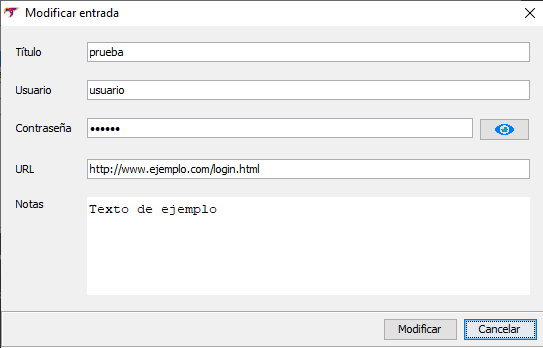 Modificar entrada
Título prueba
Usuario usuario
Contraseña ••••••
URL http://www.ejemplo.com/login.html
Notas Texto de ejemplo
Modificar Cancelar